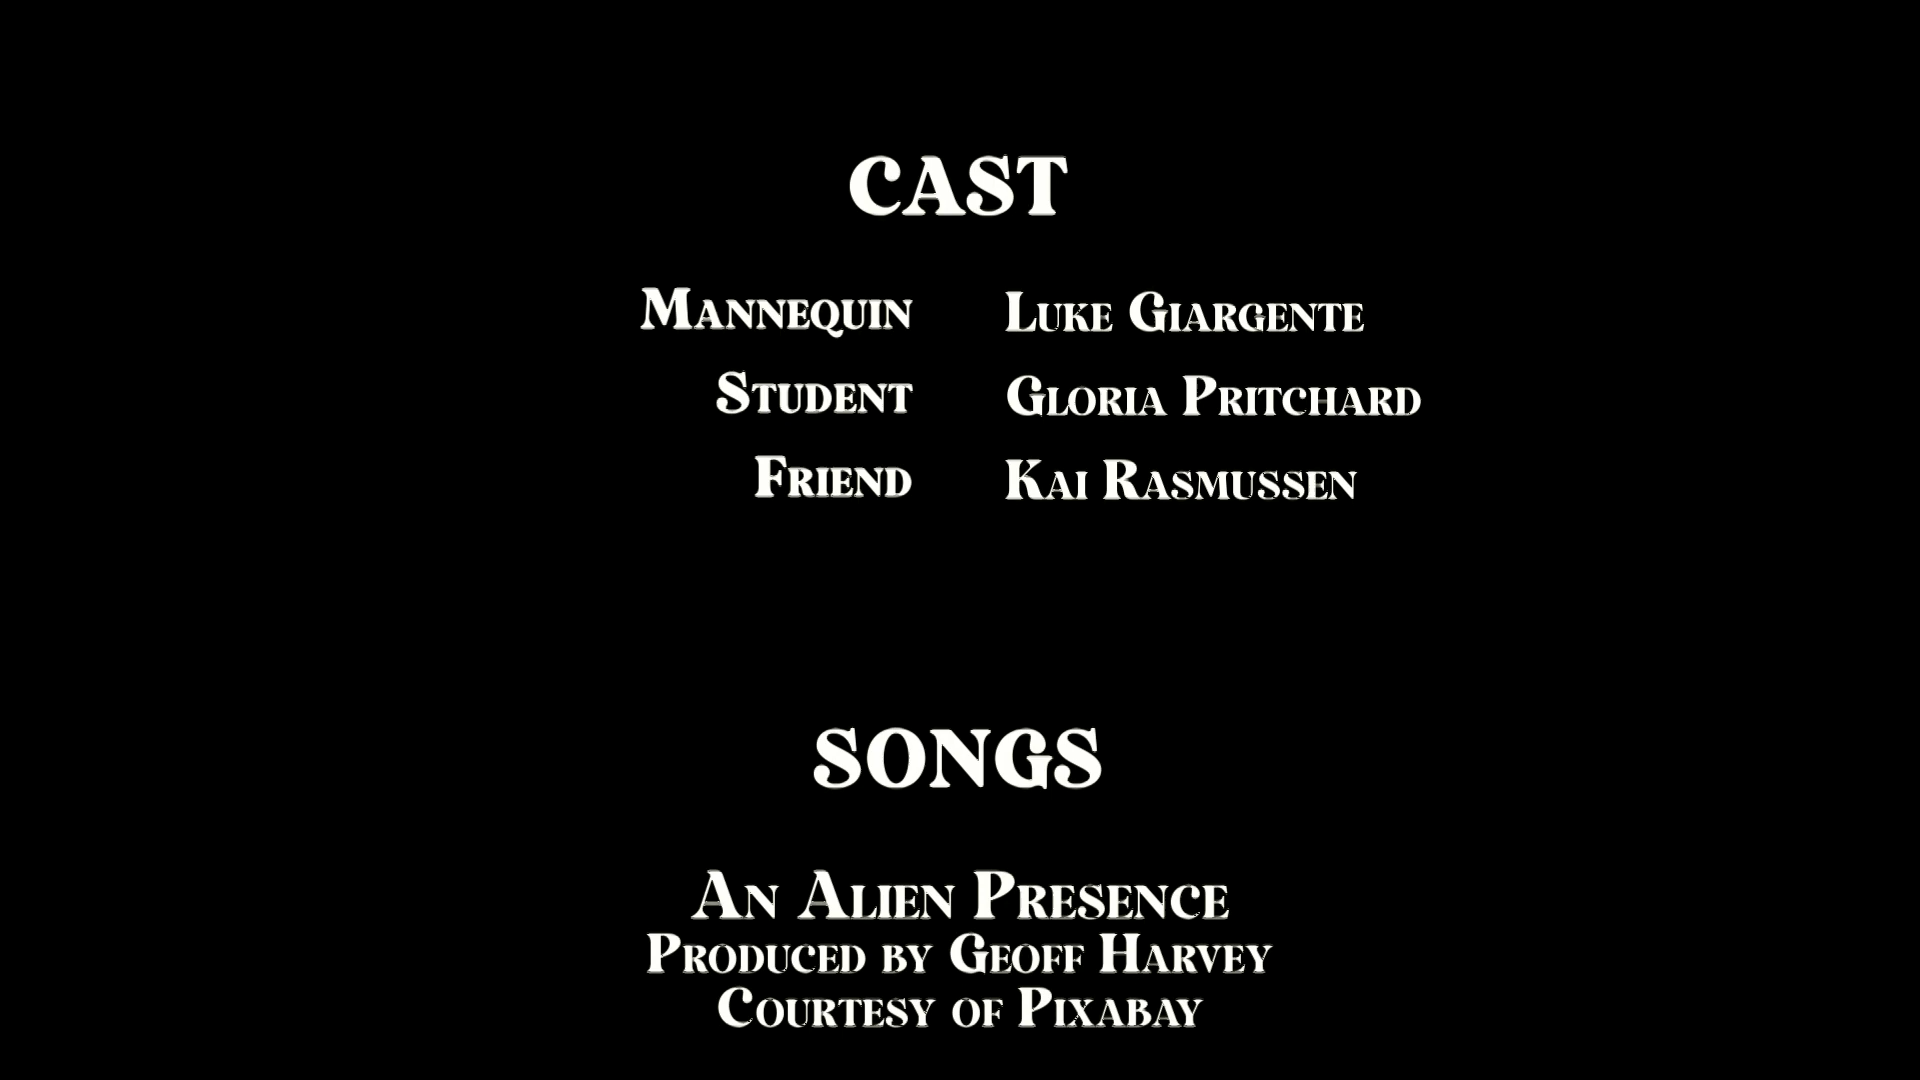 CAST
Mannequin Luke Giargente
Student Gloria Pritchard
Friend Kai Rasmussen
SONGS
An Alien Presence
Produced by Geoff Harvey
Courtesy of Pixabay